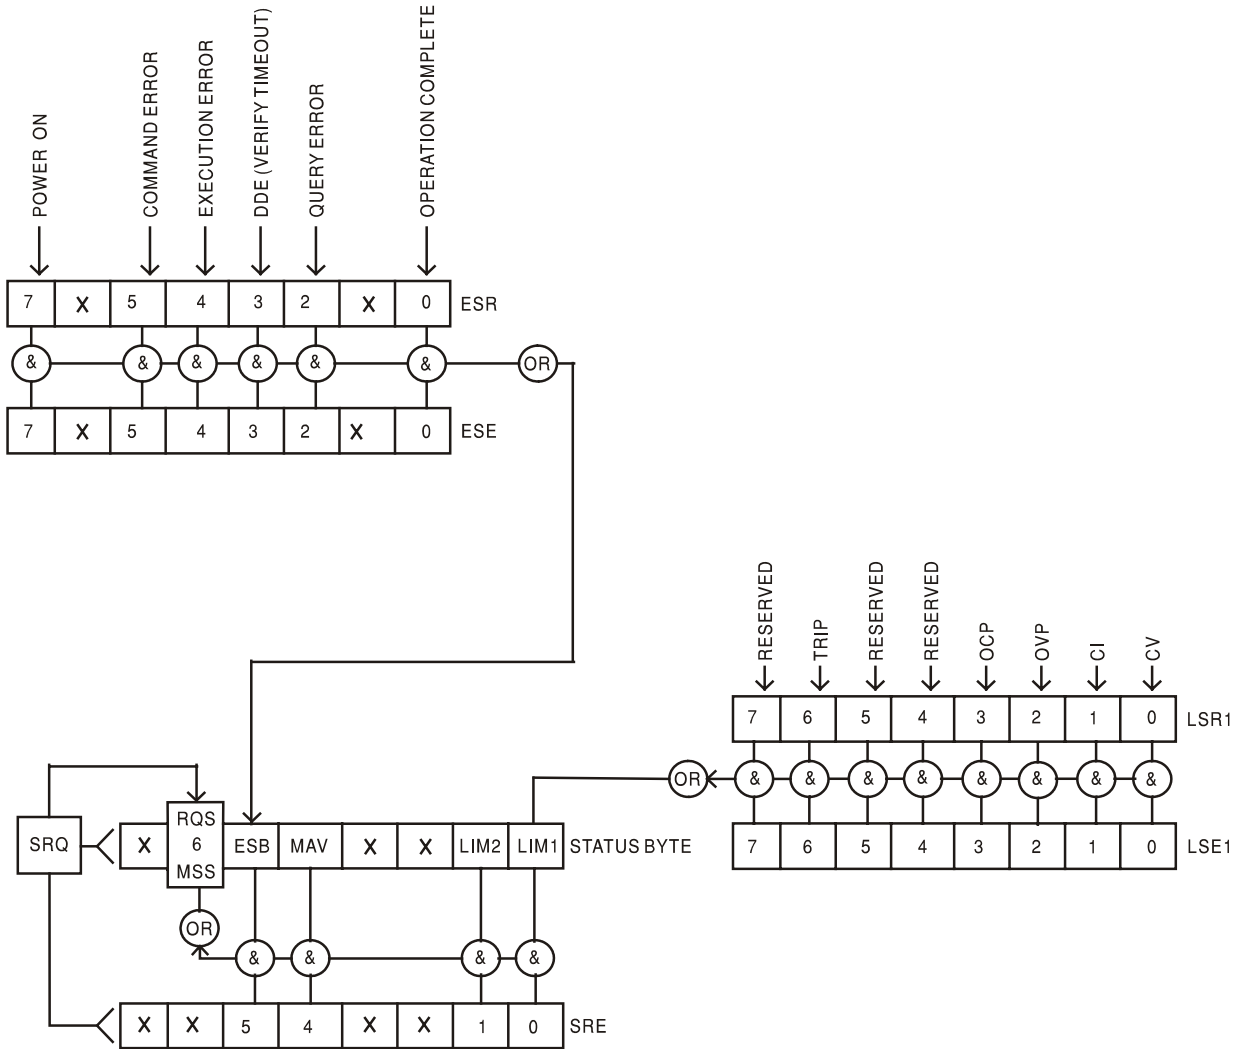 POWER ON
COMMAND ERROR
EXECUTION ERROR
DDE (VERIFY TIMEOUT)
QUERY ERROR
OPERATION COMPLETE
7 X 5 4 3 2 X 0 ESR
& & & & & & OR
7 X 5 4 3 2 X 0 ESE
RESERVED
TRIP
RESERVED
RESERVED
OCP
OVP
CI
CV
7 6 5 4 3 2 1 0 LSR1
OR & & & & & & & &
7 6 5 4 3 2 1 0 LSE1
SRQ
X
RQS
6
MSS
ESB MAV X X LIM2 LIM1 STATUS BYTE
OR
& & & &
X X 5 4 X X 1 0 SRE